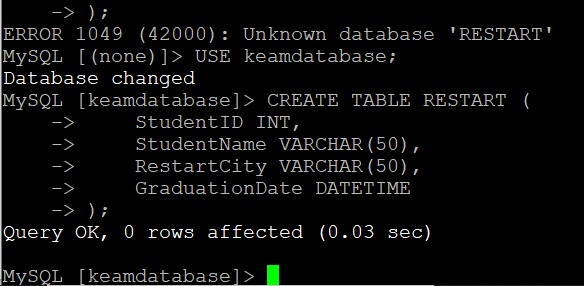 -> );
ERROR 1049 (42000): Unknown database 'RESTART'
MySQL [(none)]> USE keamdatabase;
Database changed
MySQL [keamdatabase]> CREATE TABLE RESTART (
-> StudentID INT,
-> StudentName VARCHAR(50),
-> RestartCity VARCHAR(50),
-> GraduationDate DATETIME
-> );
Query OK, 0 rows affected (0.03 sec)
MySQL [keamdatabase]>